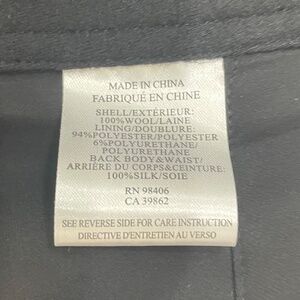 MADE IN CHINA
FABRIQUÉ EN CHINE
SHELL/EXTÉRIEUR:
100%WOOL/LAINE
LINING/DOUBLURE:
94%POLYESTER/POLYESTER
6%POLYURETHANE/
POLYURETHANE
BACK BODY&WAIST/
ARRIÈRE DU CORPS&CEINTURE:
100%SILK/SOIE
RN 98406
CA 39862
SEE REVERSE SIDE FOR CARE INSTRUCTION
DIRECTIVE D'ENTRETIEN AU VERSO